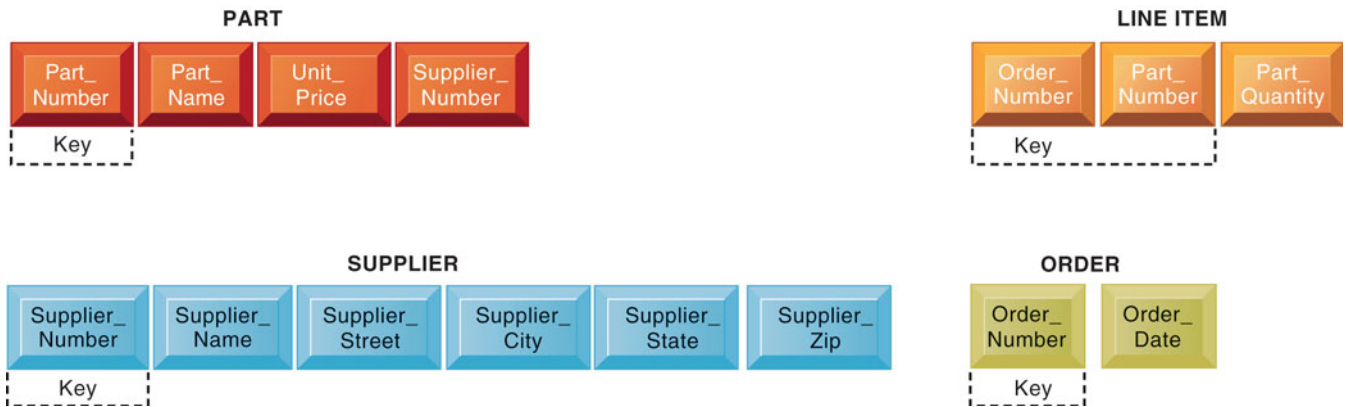 PART
Part_
Number
Part_
Name
Unit_
Price
Supplier_
Number
Key
LINE ITEM
Order_
Number
Part_
Number
Part_
Quantity
Key
SUPPLIER
Supplier_
Number
Supplier_
Name
Supplier_
Street
Supplier_
City
Supplier_
State
Supplier_
Zip
Key
ORDER
Order_
Number
Order_
Date
Key